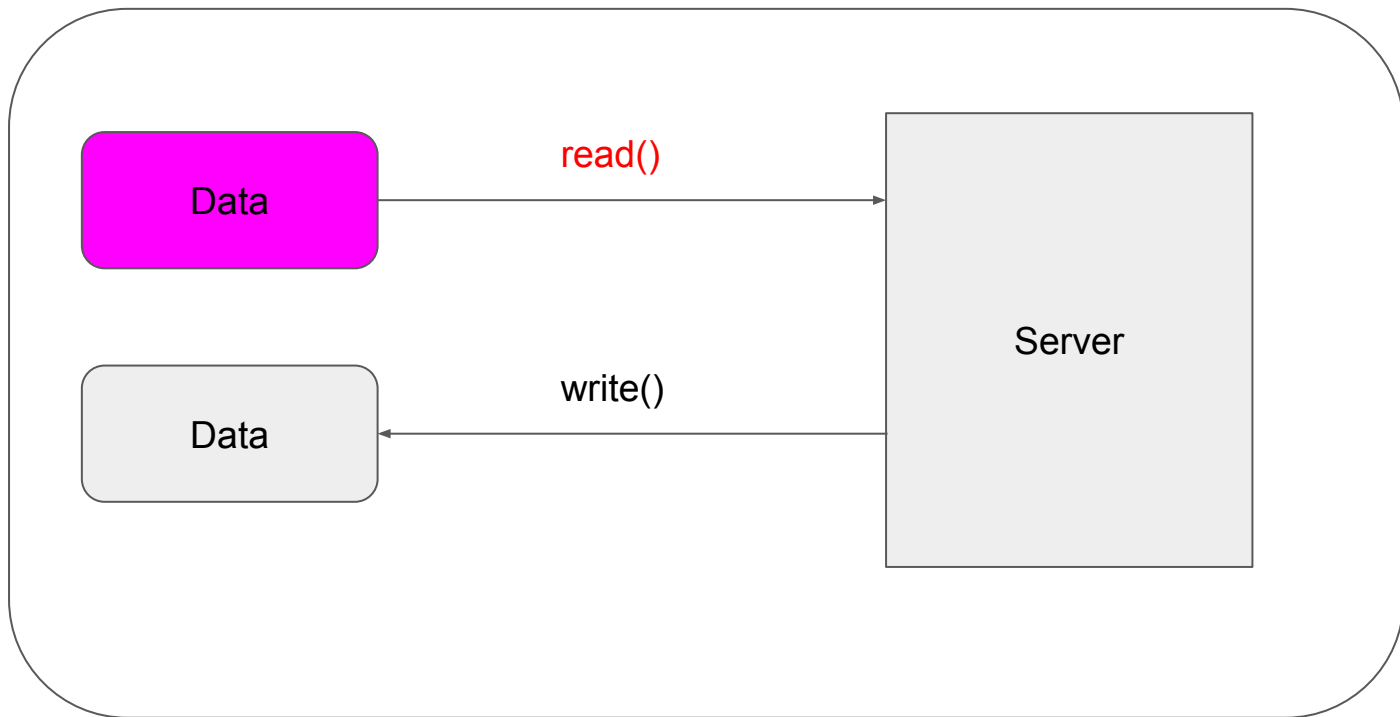 read()
Data
Server
write()
Data